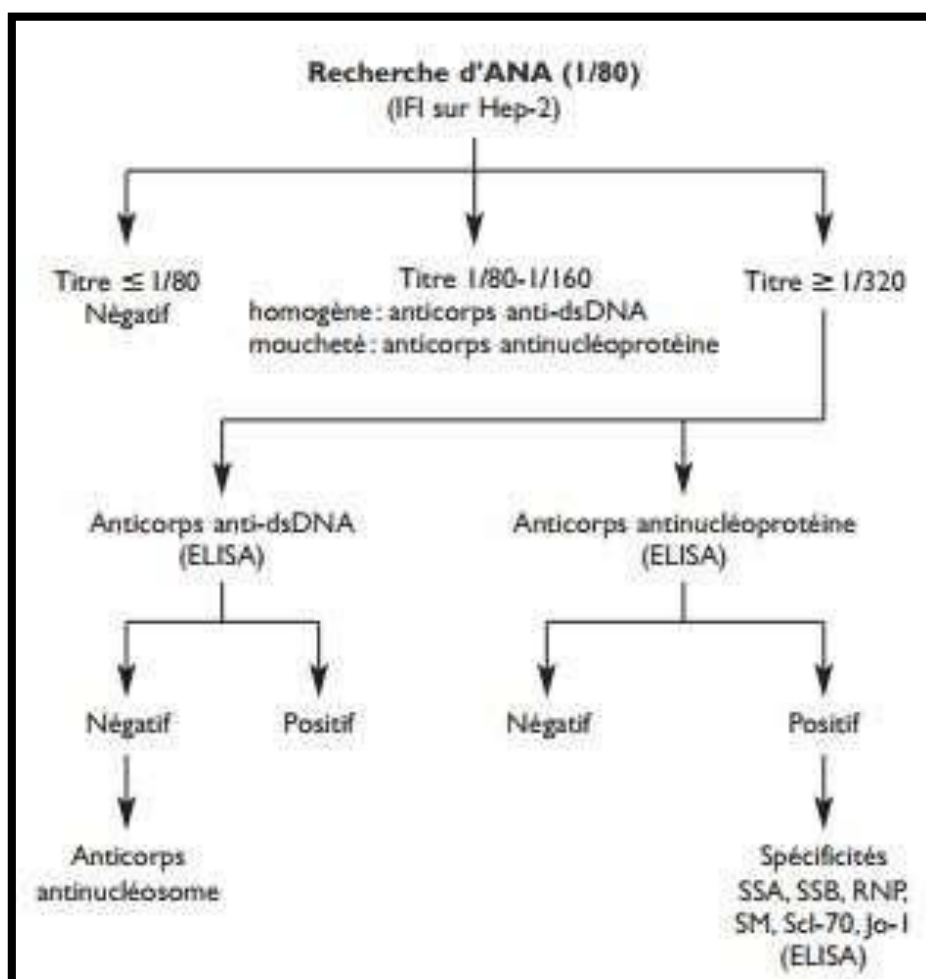 Recherche d'ANA (1/80)
(IFI sur Hep-2)
Titre ≤ 1/80
Négatif
Titre 1/80-1/160
homogène : anticorps anti-dsDNA
moucheté : anticorps antinucléoprotéine
Titre ≥ 1/320
Anticorps anti-dsDNA
(ELISA)
Anticorps antinucléoprotéine
(ELISA)
Négatif
Positif
Négatif
Positif
Anticorps
antinucléosome
Spécificités
SSA, SSB, RNP,
SM, Scl-70, Jo-1
(ELISA)